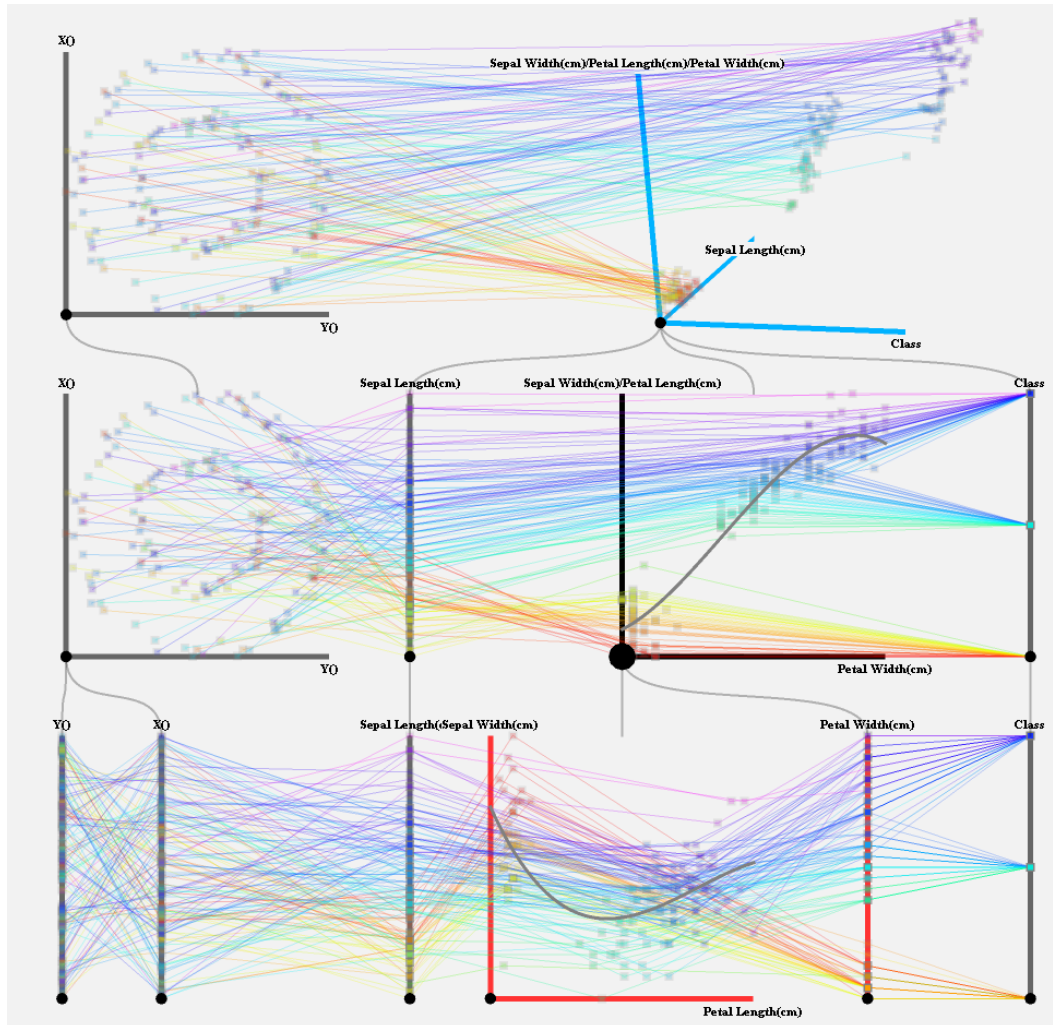 X()
Sepal Width(cm)/Petal Length(cm)/Petal Width(cm)
Sepal Length(cm)
Y()
Class
X()
Sepal Length(cm)
Sepal Width(cm)/Petal Length(cm)
Class
Y()
Petal Width(cm)
Y()
X()
Sepal Length(c
Sepal Width(cm)
Petal Width(cm)
Class
Petal Length(cm)